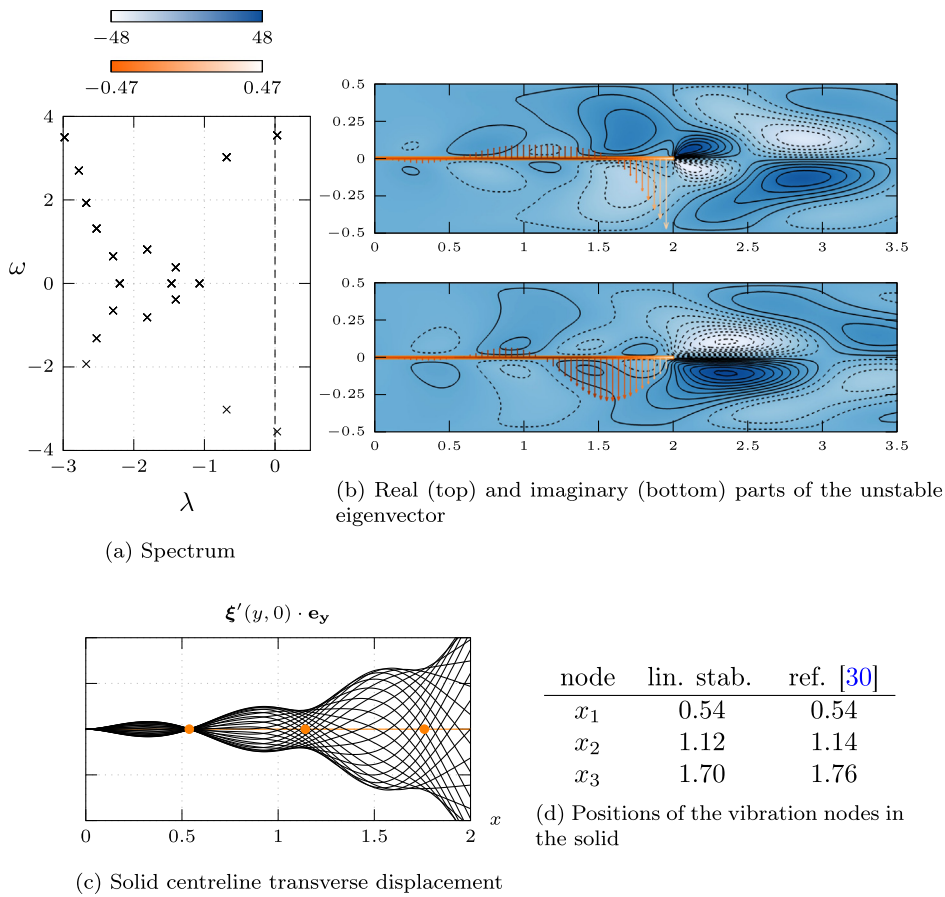 −48 48
−0.47 0.47
4
2
0
−2
−4
ω
−3 −2 −1 0
λ
(a) Spectrum
0.5
0.25
0
−0.25
−0.5
0 0.5 1 1.5 2 2.5 3 3.5
0.5
0.25
0
−0.25
−0.5
0 0.5 1 1.5 2 2.5 3 3.5
(b) Real (top) and imaginary (bottom) parts of the unstable
eigenvector
ξ′(y, 0) · e_y
0 0.5 1 1.5 2 x
(c) Solid centreline transverse displacement
node lin. stab. ref. [30]
x₁ 0.54 0.54
x₂ 1.12 1.14
x₃ 1.70 1.76
(d) Positions of the vibration nodes in
the solid